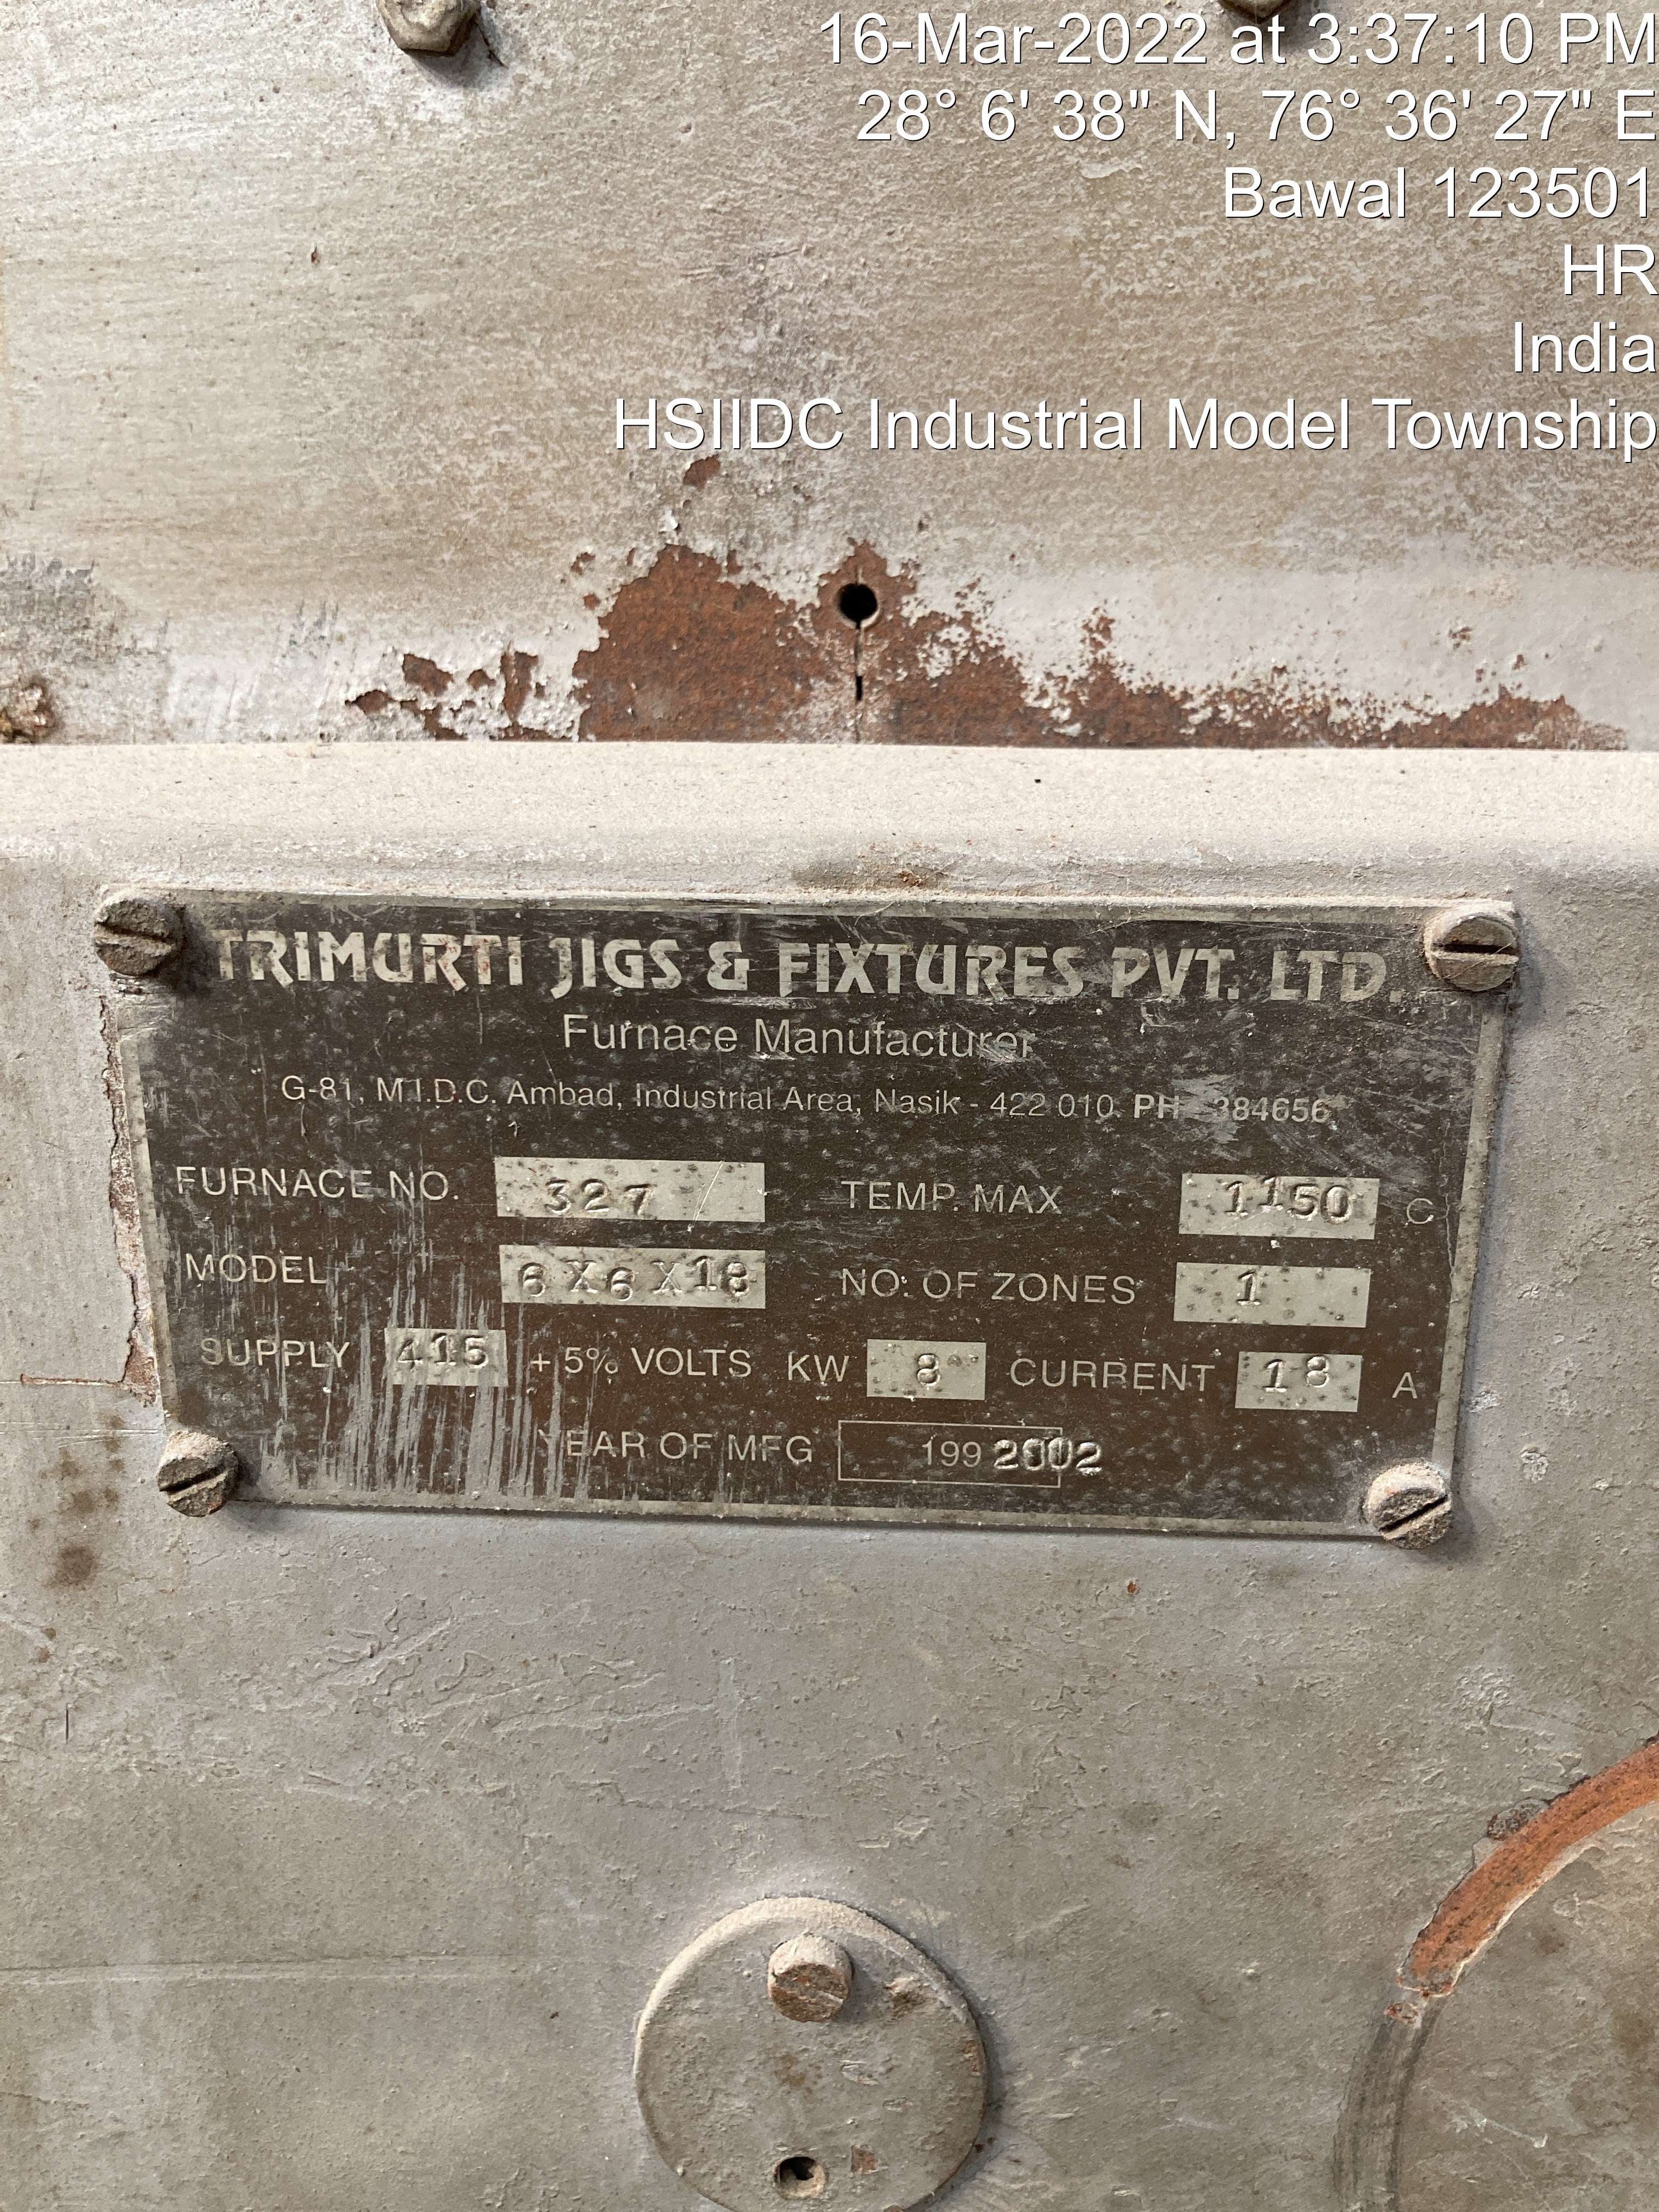 16-Mar-2022 at 3:37:10 PM
28° 6' 38" N, 76° 36' 27" E
Bawal 123501
HR
India
HSIIDC Industrial Model Township
TRIMURTI JIGS & FIXTURES PVT. LTD.
Furnace Manufacturer
G-81, M.I.D.C. Ambad, Industrial Area, Nasik - 422 010. PH 384656
FURNACE NO. 327 TEMP. MAX 1150 C
MODEL 6X6X18 NO. OF ZONES 1
SUPPLY 415 + 5% VOLTS KW 8 CURRENT 18 A
YEAR OF MFG 199 2002